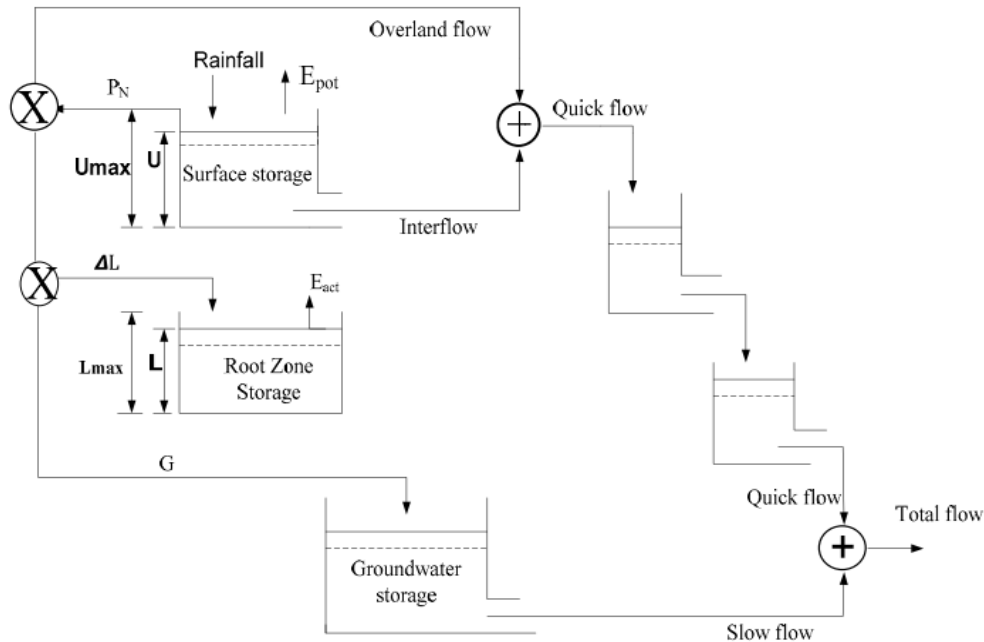 Overland flow
Rainfall
E_pot
P_N
X
Quick flow
+
Umax
U
Surface storage
Interflow
X
ΔL
E_act
Lmax
L
Root Zone
Storage
G
Quick flow
Total flow
+
Groundwater
storage
Slow flow